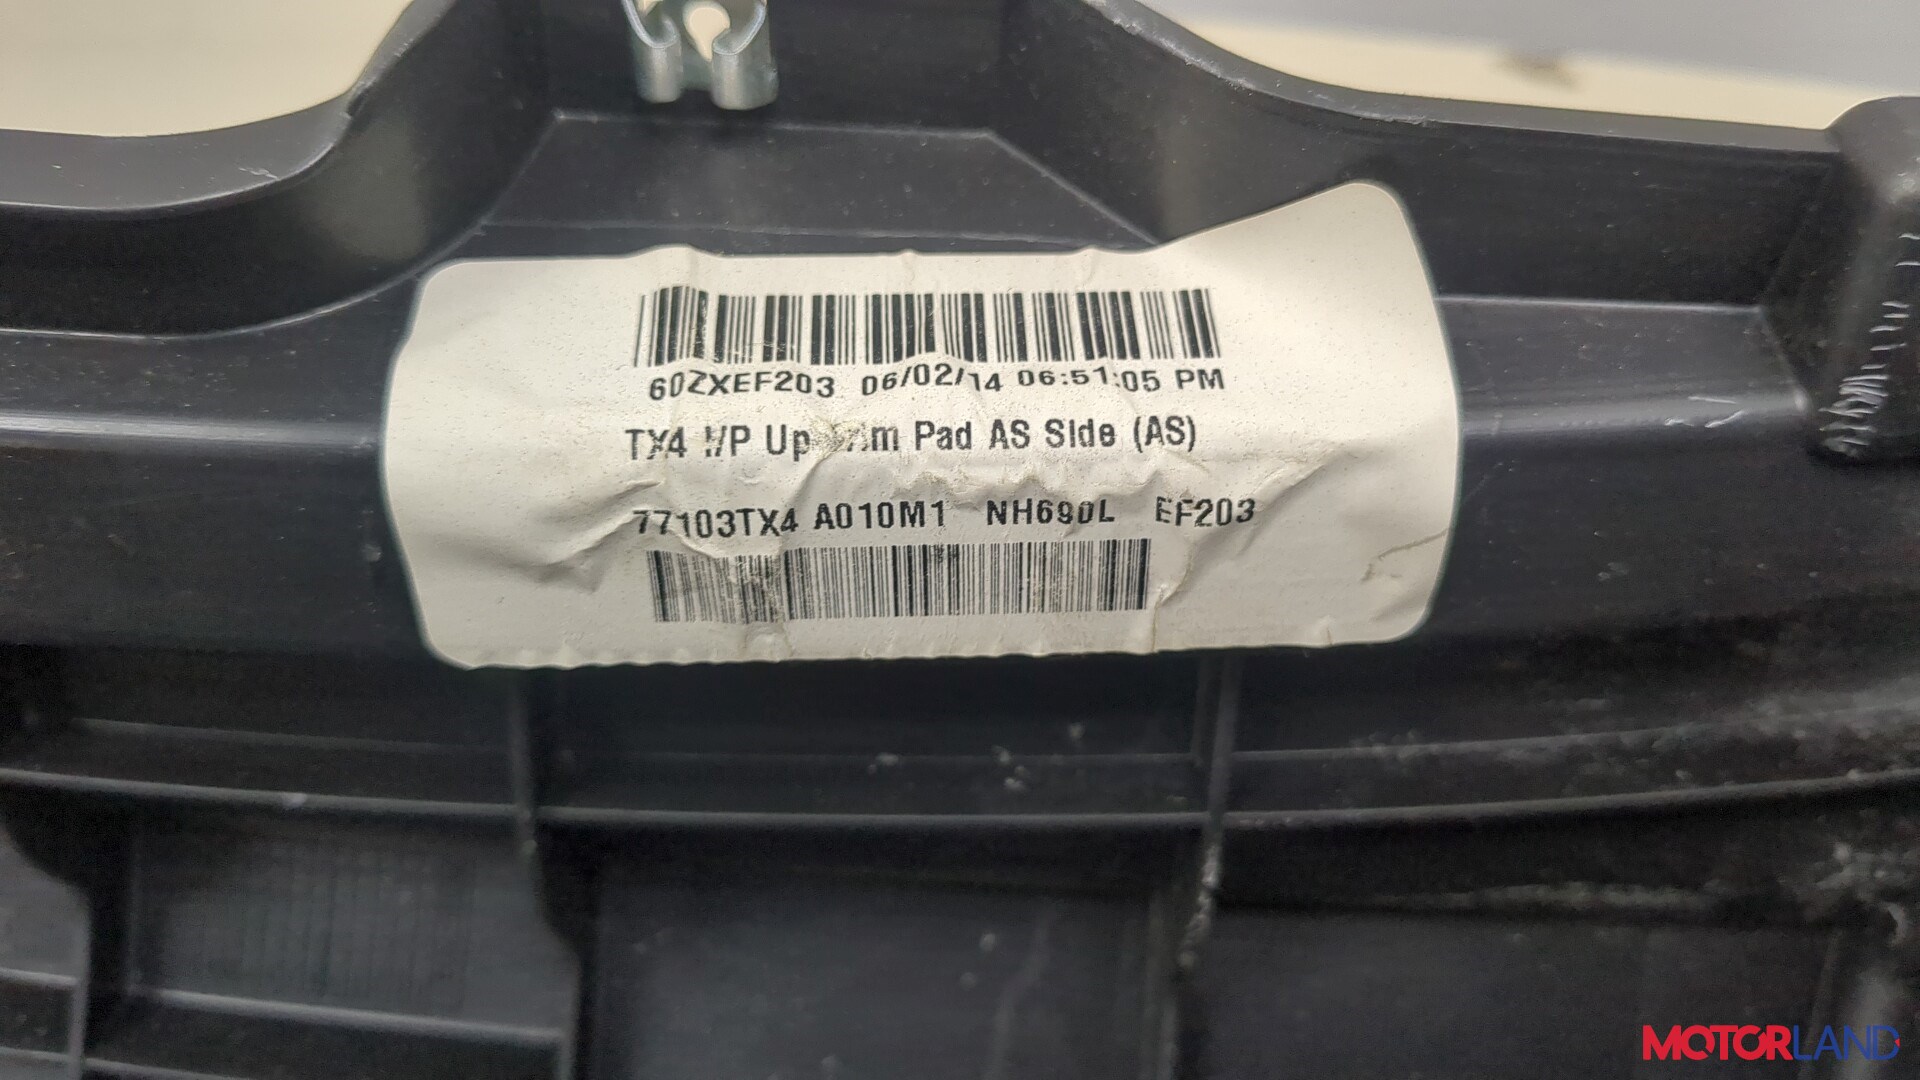 60ZXEF203 06/02/14 06:51:05 PM
TX4 I/P Up Pad AS Side (AS)
77103TX4 A010M1 NH690L EF203
MOTORLAND